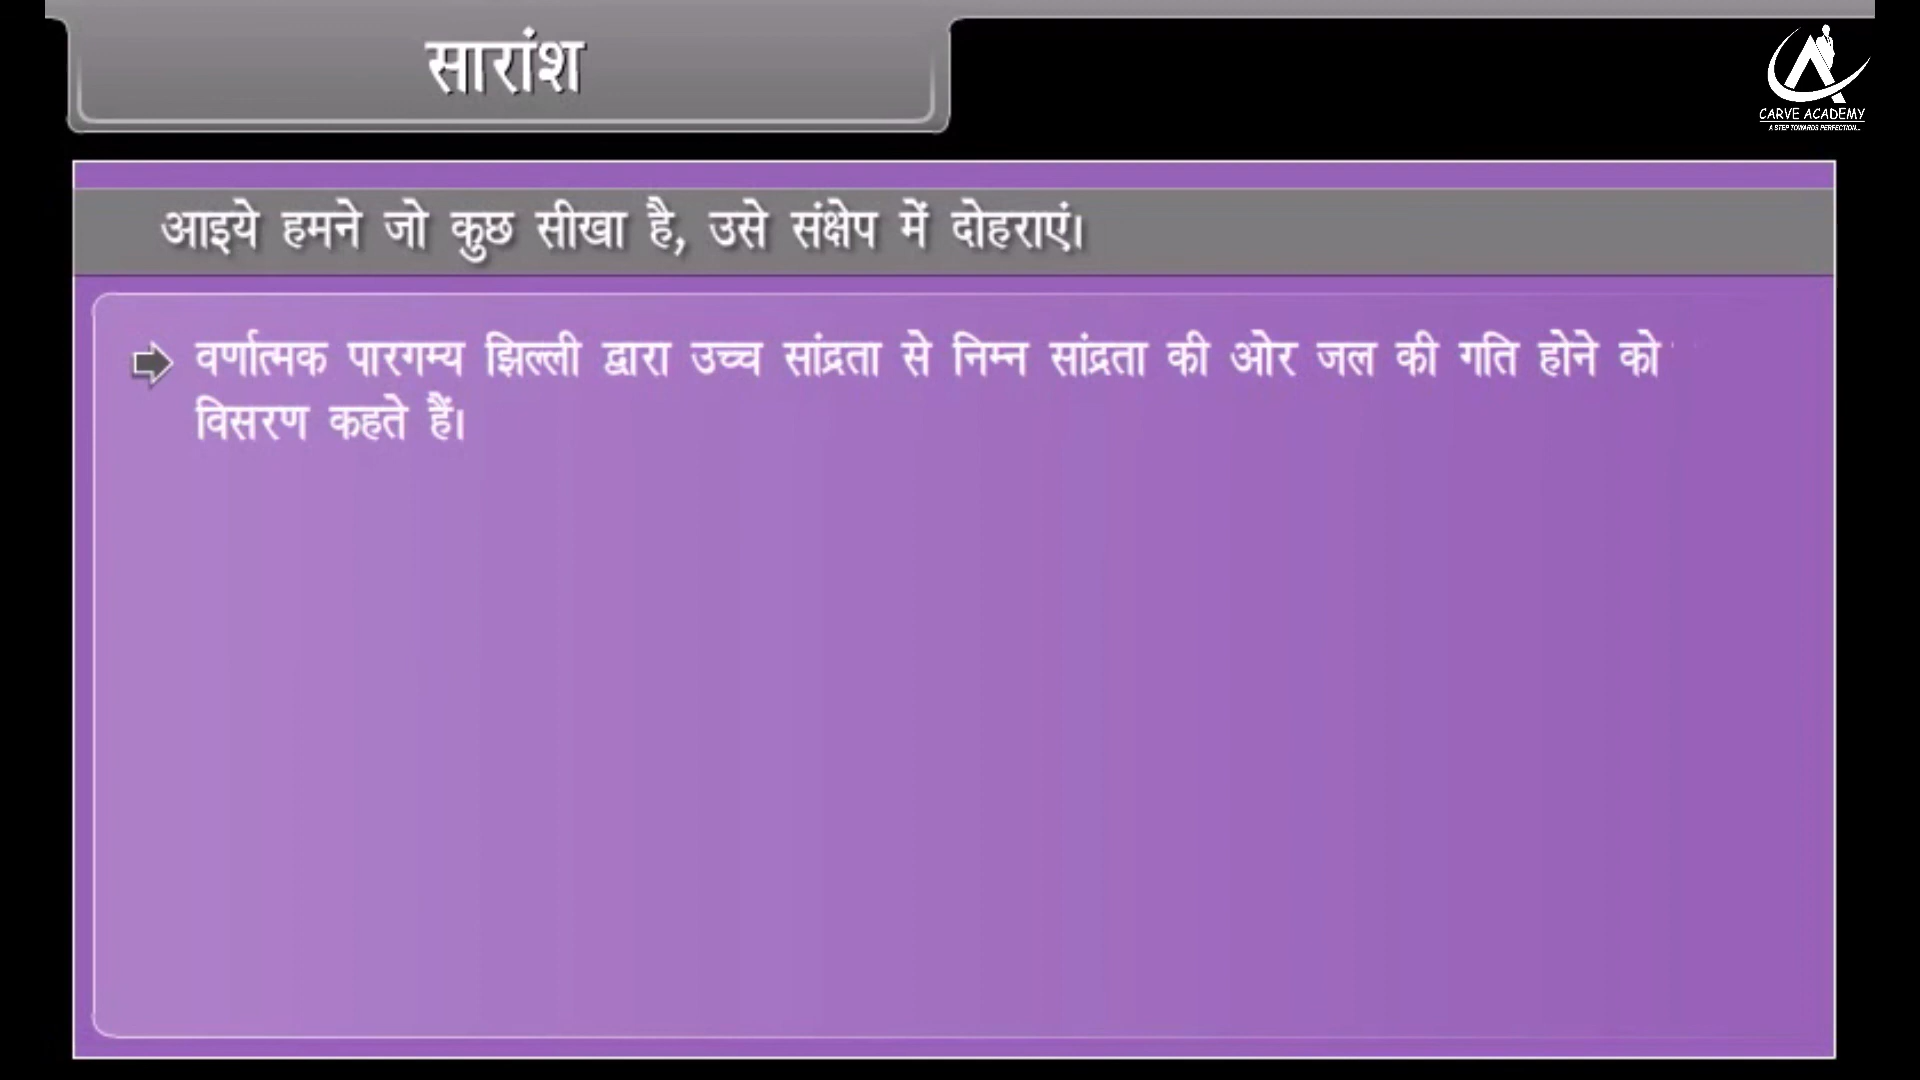 सारांश
CARVE ACADEMY
A STEP TOWARDS PERFECTION...
आइये हमने जो कुछ सीखा है, उसे संक्षेप में दोहराएं।
वर्णात्मक पारगम्य झिल्ली द्वारा उच्च सांद्रता से निम्न सांद्रता की ओर जल की गति होने को
विसरण कहते हैं।